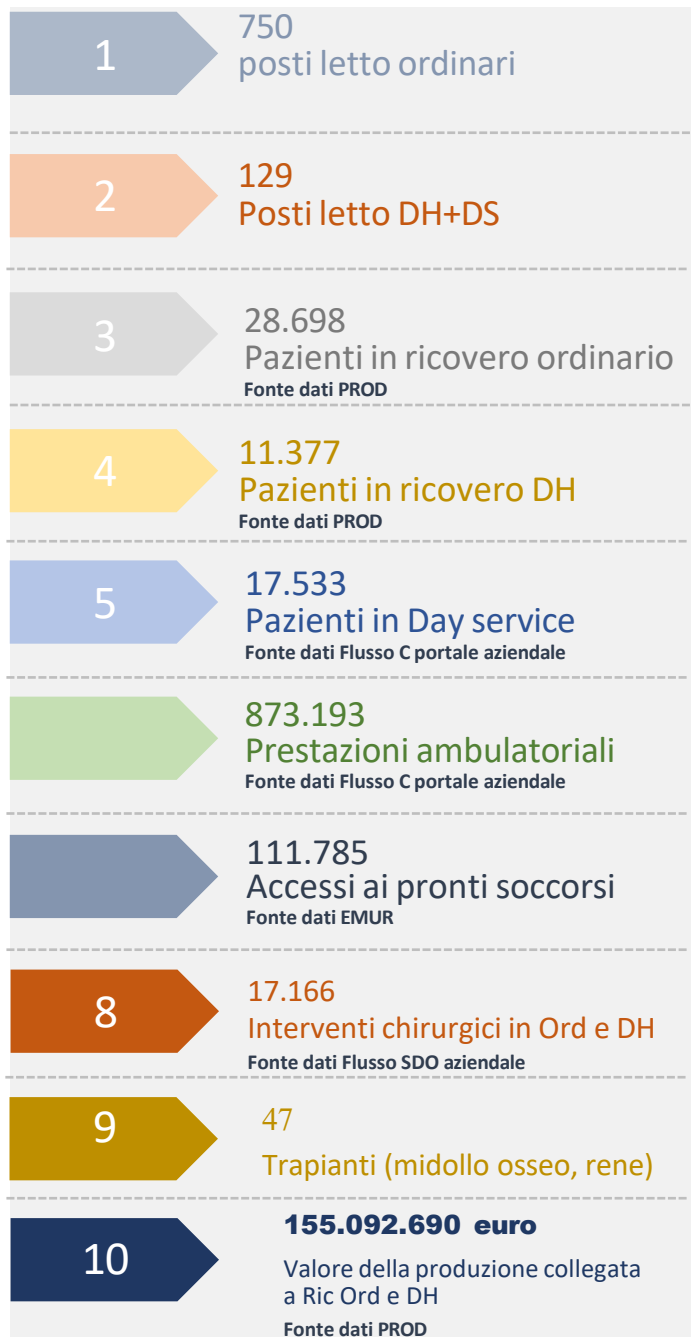 1
750
posti letto ordinari
2
129
Posti letto DH+DS
3
28.698
Pazienti in ricovero ordinario
Fonte dati PROD
4
11.377
Pazienti in ricovero DH
Fonte dati PROD
5
17.533
Pazienti in Day service
Fonte dati Flusso C portale aziendale
873.193
Prestazioni ambulatoriali
Fonte dati Flusso C portale aziendale
111.785
Accessi ai pronti soccorsi
Fonte dati EMUR
8
17.166
Interventi chirurgici in Ord e DH
Fonte dati Flusso SDO aziendale
9
47
Trapianti (midollo osseo, rene)
10
155.092.690 euro
Valore della produzione collegata
a Ric Ord e DH
Fonte dati PROD